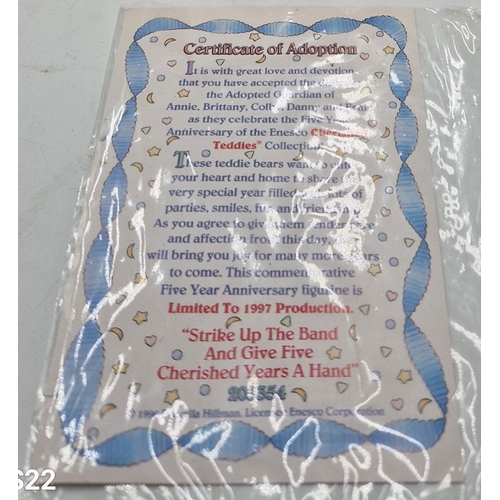 Certificate of Adoption
It is with great love and devotion
that you have accepted the
the Adopted Guardian of
Annie, Brittany, Danny and
as they celebrate the Five Year
Anniversary of the Enesco Cherished
Teddies® Collection.
These teddie bears want to
your heart and home to share
very special year filled lots of
parties, smiles, fun and
As you agree to give them
and affection from this day,
will bring you joy for many more years
to come. This commemorative
Five Year Anniversary figurine is
Limited To 1997 Production.
"Strike Up The Band
And Give Five
Cherished Years A Hand"
Hillman. Licensee Enesco Corporation
S22